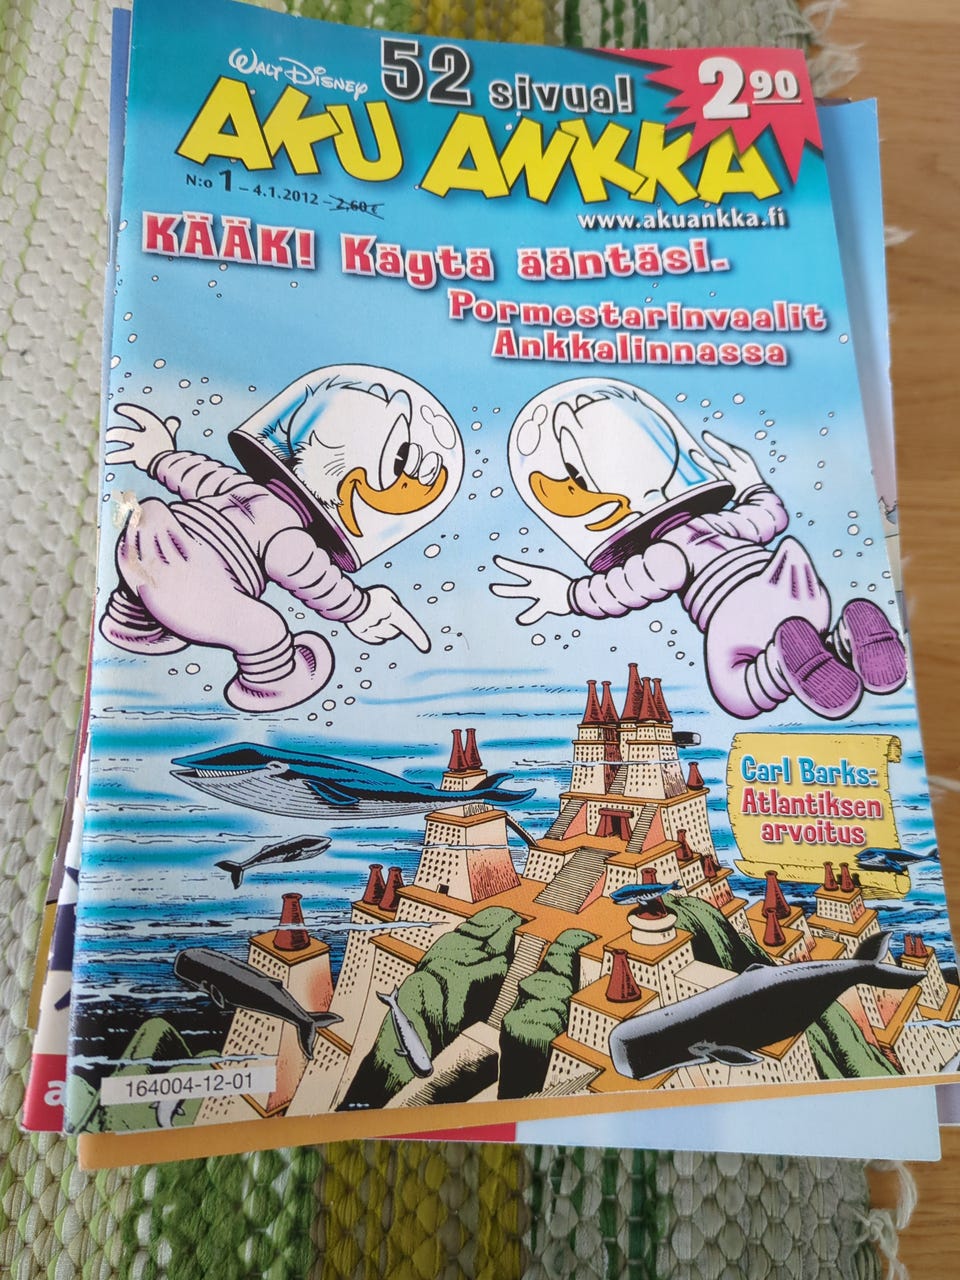 52 sivua!
2 90
Walt Disney
AKU ANKKA
N:o 1 – 4.1.2012 – 2,60 €
www.akuankka.fi
KÄÄK! Käytä ääntäsi.
Pormestarinvaalit
Ankkalinnassa
Carl Barks:
Atlantiksen
arvoitus
164004-12-01
a